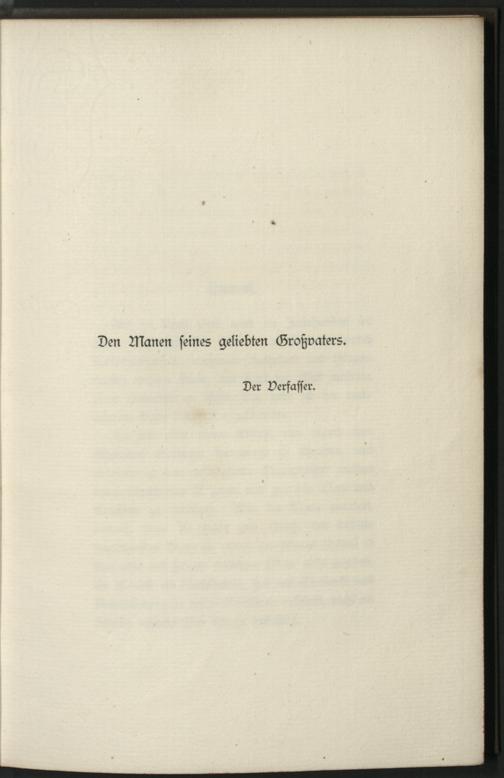 Den Manen seines geliebten Großvaters.
Der Verfasser.